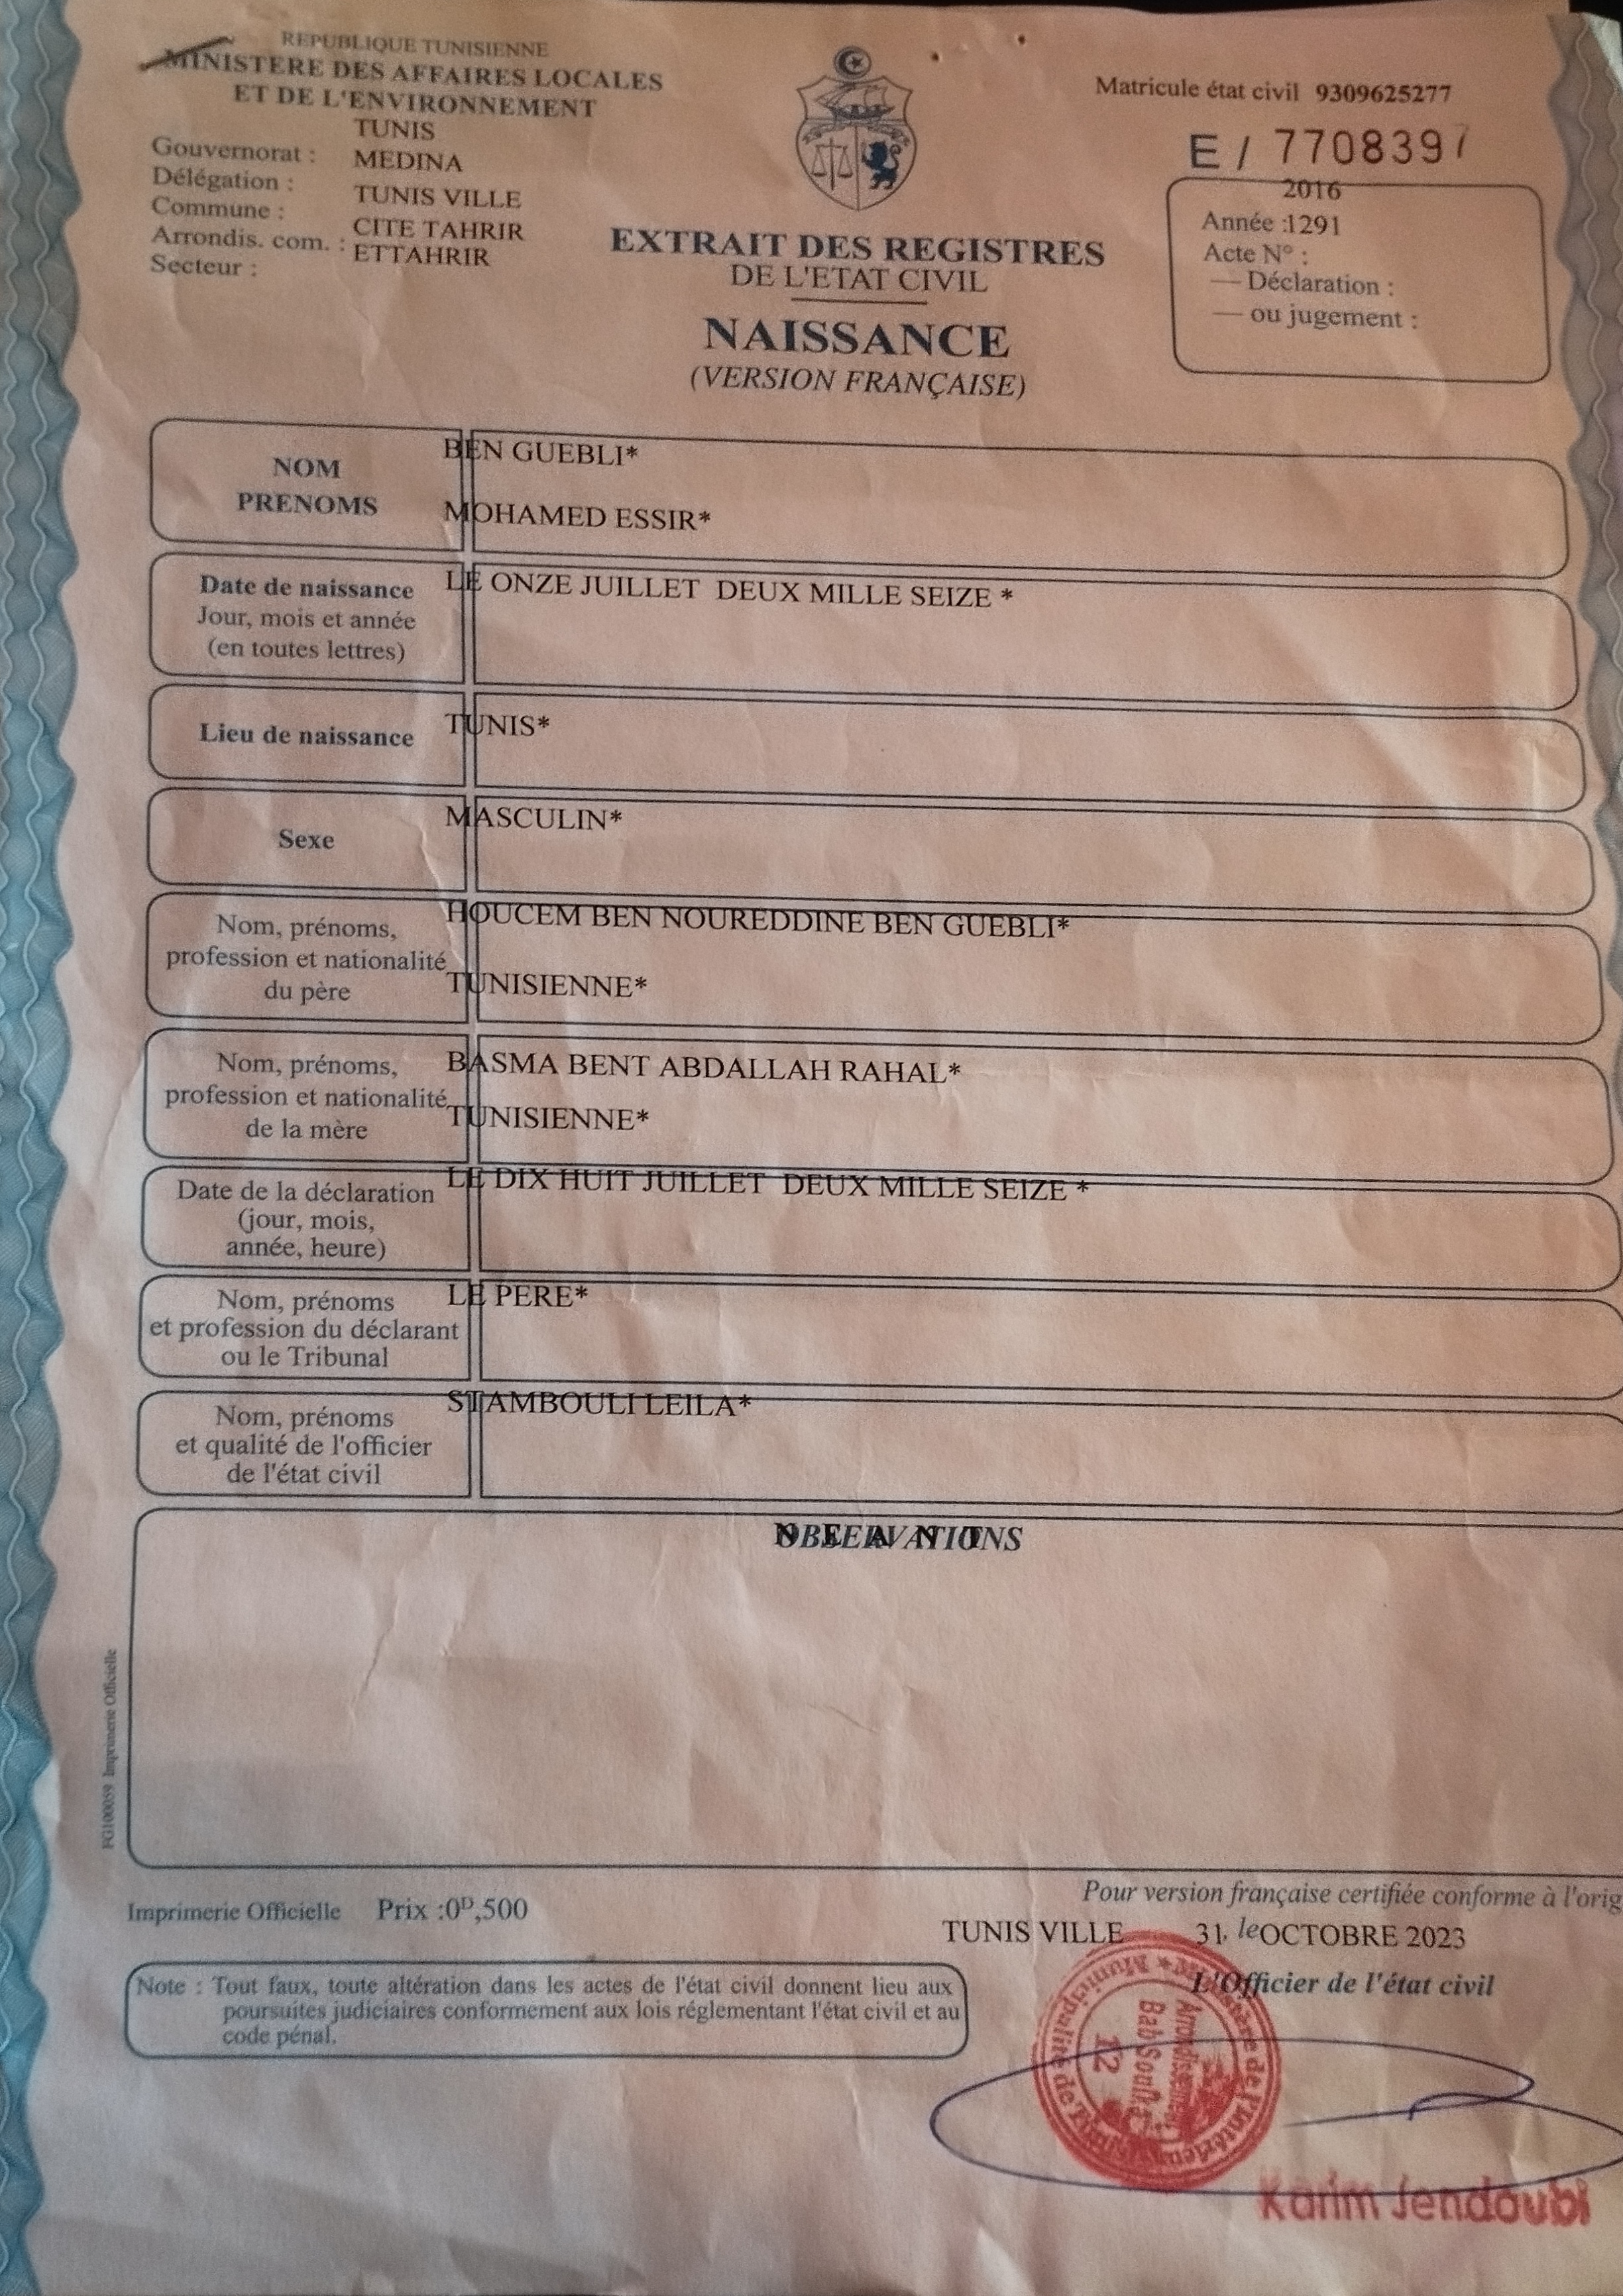 REPUBLIQUE TUNISIENNE
MINISTERE DES AFFAIRES LOCALES
ET DE L'ENVIRONNEMENT
TUNIS
Gouvernorat :
MEDINA
Délégation :
TUNIS VILLE
Commune :
CITE TAHRIR
Arrondis. com. :
ETTAHRIR
Secteur :
Matricule état civil 9309625277
E / 7708397
2016
Année :1291
Acte N° :
— Déclaration :
— ou jugement :
EXTRAIT DES REGISTRES
DE L'ETAT CIVIL
NAISSANCE
(VERSION FRANÇAISE)
NOM
PRENOMS
BEN GUEBLI*
MOHAMED ESSIR*
Date de naissance
Jour, mois et année
(en toutes lettres)
LE ONZE JUILLET DEUX MILLE SEIZE *
Lieu de naissance
TUNIS*
Sexe
MASCULIN*
Nom, prénoms,
profession et nationalité
du père
HOUCEM BEN NOUREDDINE BEN GUEBLI*
TUNISIENNE*
Nom, prénoms,
profession et nationalité
de la mère
BASMA BENT ABDALLAH RAHAL*
TUNISIENNE*
Date de la déclaration
(jour, mois,
année, heure)
LE DIX HUIT JUILLET DEUX MILLE SEIZE *
Nom, prénoms
et profession du déclarant
ou le Tribunal
LE PERE*
Nom, prénoms
et qualité de l'officier
de l'état civil
STAMBOULI LEILA*
OBSERVATIONS
N E A N T
FG100059 Imprimerie Officielle
Imprimerie Officielle Prix :0ᴰ,500
Pour version française certifiée conforme à l'orig
TUNIS VILLE 31, le OCTOBRE 2023
L'Officier de l'état civil
Note : Tout faux, toute altération dans les actes de l'état civil donnent lieu aux
poursuites judiciaires conformement aux lois réglementant l'état civil et au
code pénal.
Municipalité de Tunis
Ministère de l'Intérieur
Arrondissement
Bab Souika
12
Karim Jendoubi